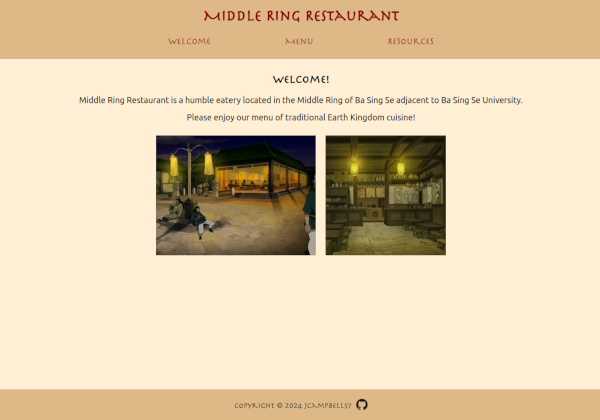 Middle Ring Restaurant
Welcome Menu Resources
Welcome!
Middle Ring Restaurant is a humble eatery located in the Middle Ring of Ba Sing Se adjacent to Ba Sing Se University.
Please enjoy our menu of traditional Earth Kingdom cuisine!
Copyright © 2024 jcampbell57